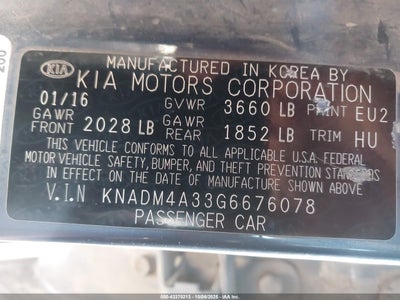 MANUFACTURED IN KOREA BY
KIA
KIA MOTORS CORPORATION
01/16 GVWR 3660 LB PAINT EU2
GAWR FRONT 2028 LB GAWR REAR 1852 LB TRIM HU
THIS VEHICLE CONFORMS TO ALL APPLICABLE U.S.A. FEDERAL
MOTOR VEHICLE SAFETY, BUMPER, AND THEFT PREVENTION STANDARDS
IN EFFECT ON THE DATE OF MANUFACTURE SHOWN ABOVE.
V.I.N KNADM4A33G6676078
PASSENGER CAR